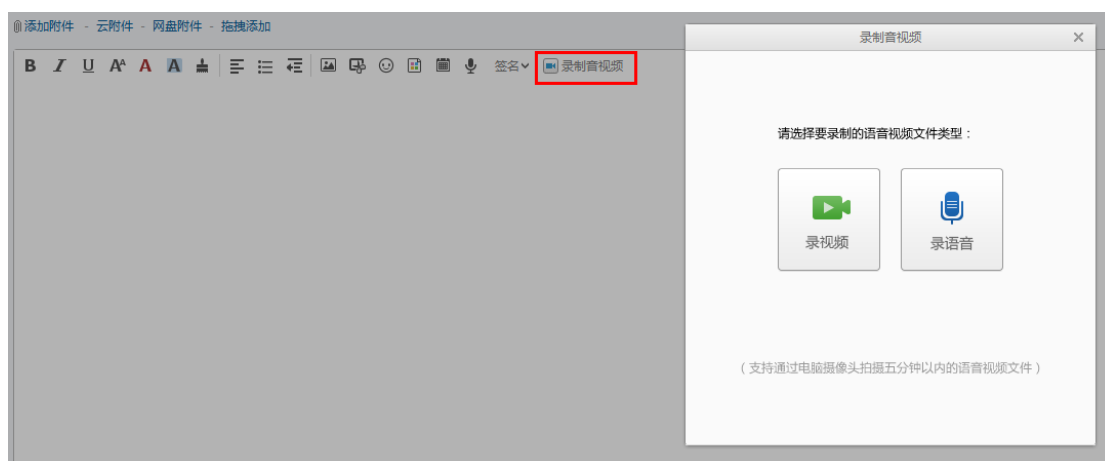 添加附件 - 云附件 - 网盘附件 - 拖拽添加
录制音视频
B I U AA A A 签名 录制音视频
请选择要录制的语音视频文件类型：
录视频 录语音
（支持通过电脑摄像头拍摄五分钟以内的语音视频文件）